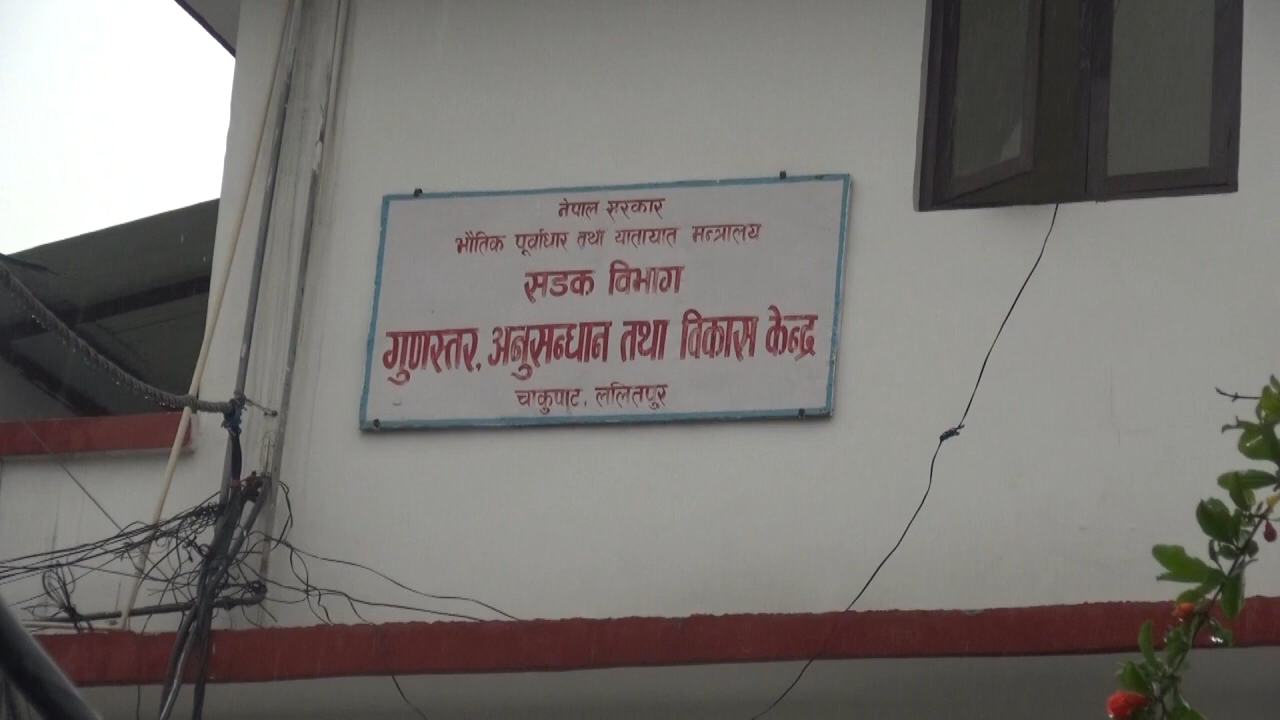 नेपाल सरकार
भौतिक पूर्वाधार तथा यातायात मन्त्रालय
सडक विभाग
गुणस्तर, अनुसन्धान तथा विकास केन्द्र
चाकुपाट, ललितपुर